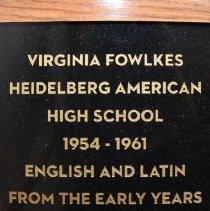 VIRGINIA FOWLKES
HEIDELBERG AMERICAN
HIGH SCHOOL
1954 - 1961
ENGLISH AND LATIN
FROM THE EARLY YEARS